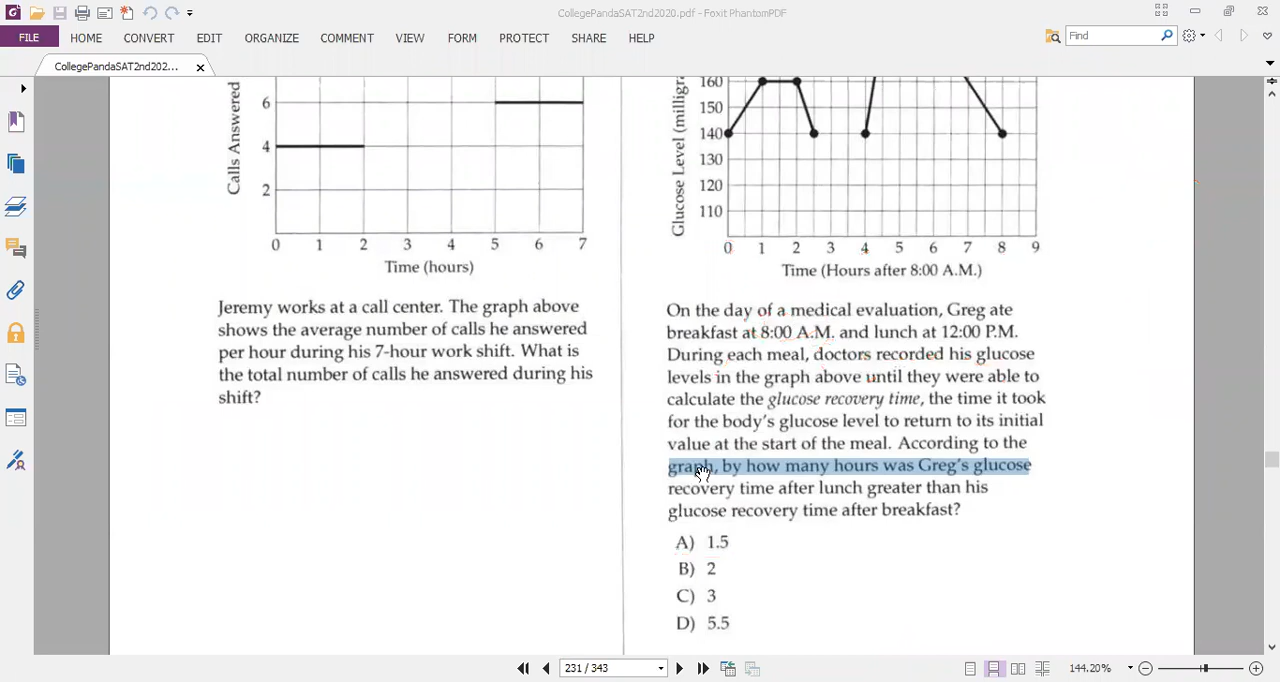 CollegePandaSAT2nd2020.pdf - Foxit PhantomPDF
FILE HOME CONVERT EDIT ORGANIZE COMMENT VIEW FORM PROTECT SHARE HELP
Find
CollegePandaSAT2nd202...
Calls Answered
6
4
2
0 1 2 3 4 5 6 7
Time (hours)
Jeremy works at a call center. The graph above
shows the average number of calls he answered
per hour during his 7-hour work shift. What is
the total number of calls he answered during his
shift?
Glucose Level
160
150
140
130
120
110
0 1 2 3 4 5 6 7 8 9
Time (Hours after 8:00 A.M.)
On the day of a medical evaluation, Greg ate
breakfast at 8:00 A.M. and lunch at 12:00 P.M.
During each meal, doctors recorded his glucose
levels in the graph above until they were able to
calculate the glucose recovery time, the time it took
for the body's glucose level to return to its initial
value at the start of the meal. According to the
graph, by how many hours was Greg's glucose
recovery time after lunch greater than his
glucose recovery time after breakfast?
A) 1.5
B) 2
C) 3
D) 5.5
231 / 343
144.20%